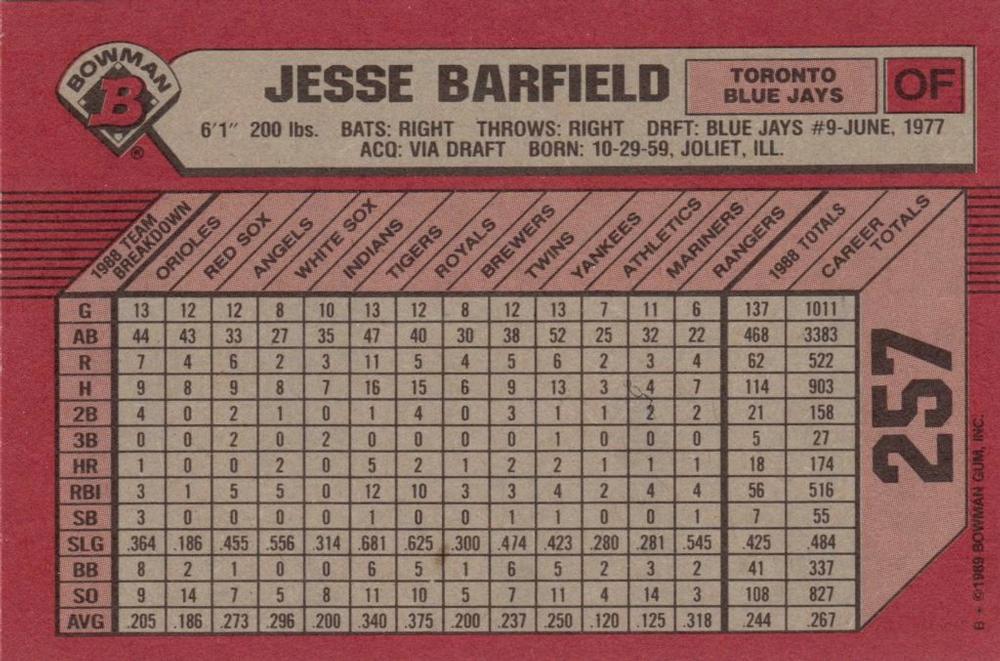 BOWMAN
B
®
JESSE BARFIELD
TORONTO
BLUE JAYS
OF
6'1" 200 lbs. BATS: RIGHT THROWS: RIGHT DRFT: BLUE JAYS #9-JUNE, 1977
ACQ: VIA DRAFT BORN: 10-29-59, JOLIET, ILL.
1988 TEAM BREAKDOWN ORIOLES RED SOX ANGELS WHITE SOX INDIANS TIGERS ROYALS BREWERS TWINS YANKEES ATHLETICS MARINERS RANGERS 1988 TOTALS CAREER TOTALS
G 13 12 12 8 10 13 12 8 12 13 7 11 6 137 1011
AB 44 43 33 27 35 47 40 30 38 52 25 32 22 468 3383
R 7 4 6 2 3 11 5 4 5 6 2 3 4 62 522
H 9 8 9 8 7 16 15 6 9 13 3 4 7 114 903
2B 4 0 2 1 0 1 4 0 3 1 1 2 2 21 158
3B 0 0 2 0 2 0 0 0 0 1 0 0 0 5 27
HR 1 0 0 2 0 5 2 1 2 2 1 1 1 18 174
RBI 3 1 5 5 0 12 10 3 3 4 2 4 4 56 516
SB 3 0 0 0 0 1 0 0 1 1 0 0 1 7 55
SLG .364 .186 .455 .556 .314 .681 .625 .300 .474 .423 .280 .281 .545 .425 .484
BB 8 2 1 0 0 6 5 1 6 5 2 3 2 41 337
SO 9 14 7 5 8 11 10 5 7 11 4 14 3 108 827
AVG .205 .186 .273 .296 .200 .340 .375 .200 .237 .250 .120 .125 .318 .244 .267
257
B * ©1989 BOWMAN GUM, INC.